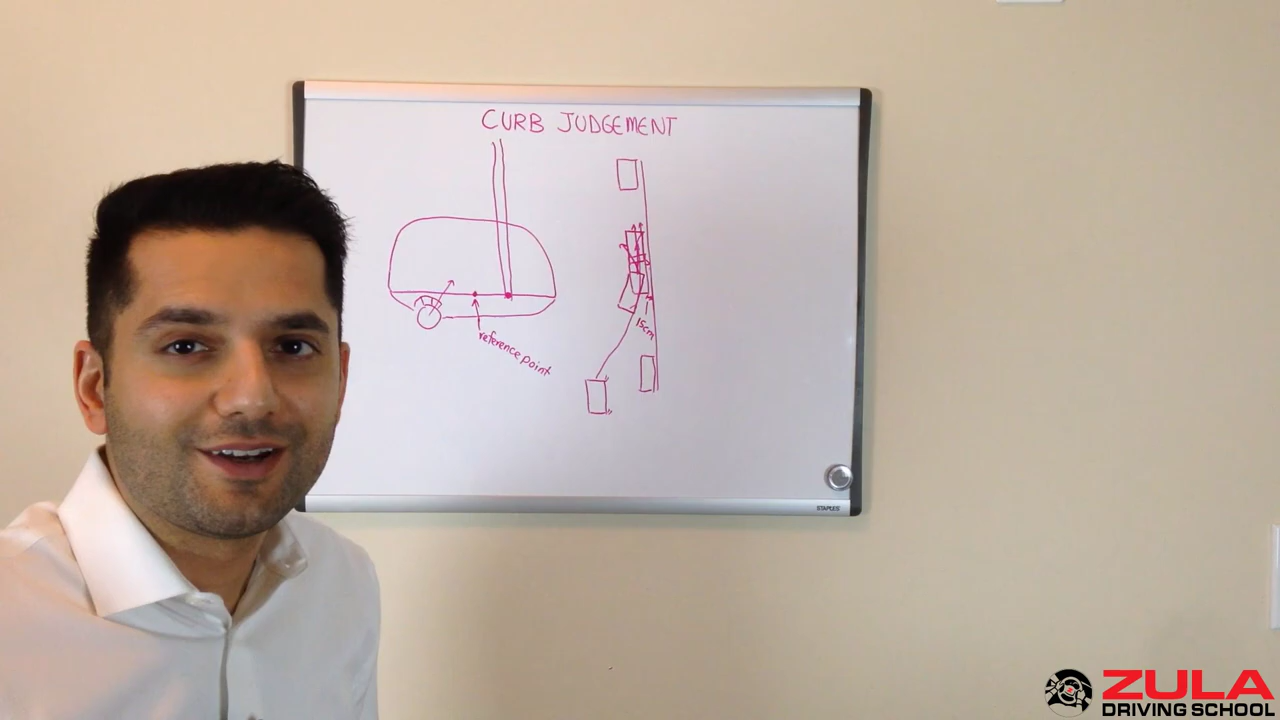 CURB JUDGEMENT
reference point
15cm
STAPLES
ZULA
DRIVING SCHOOL